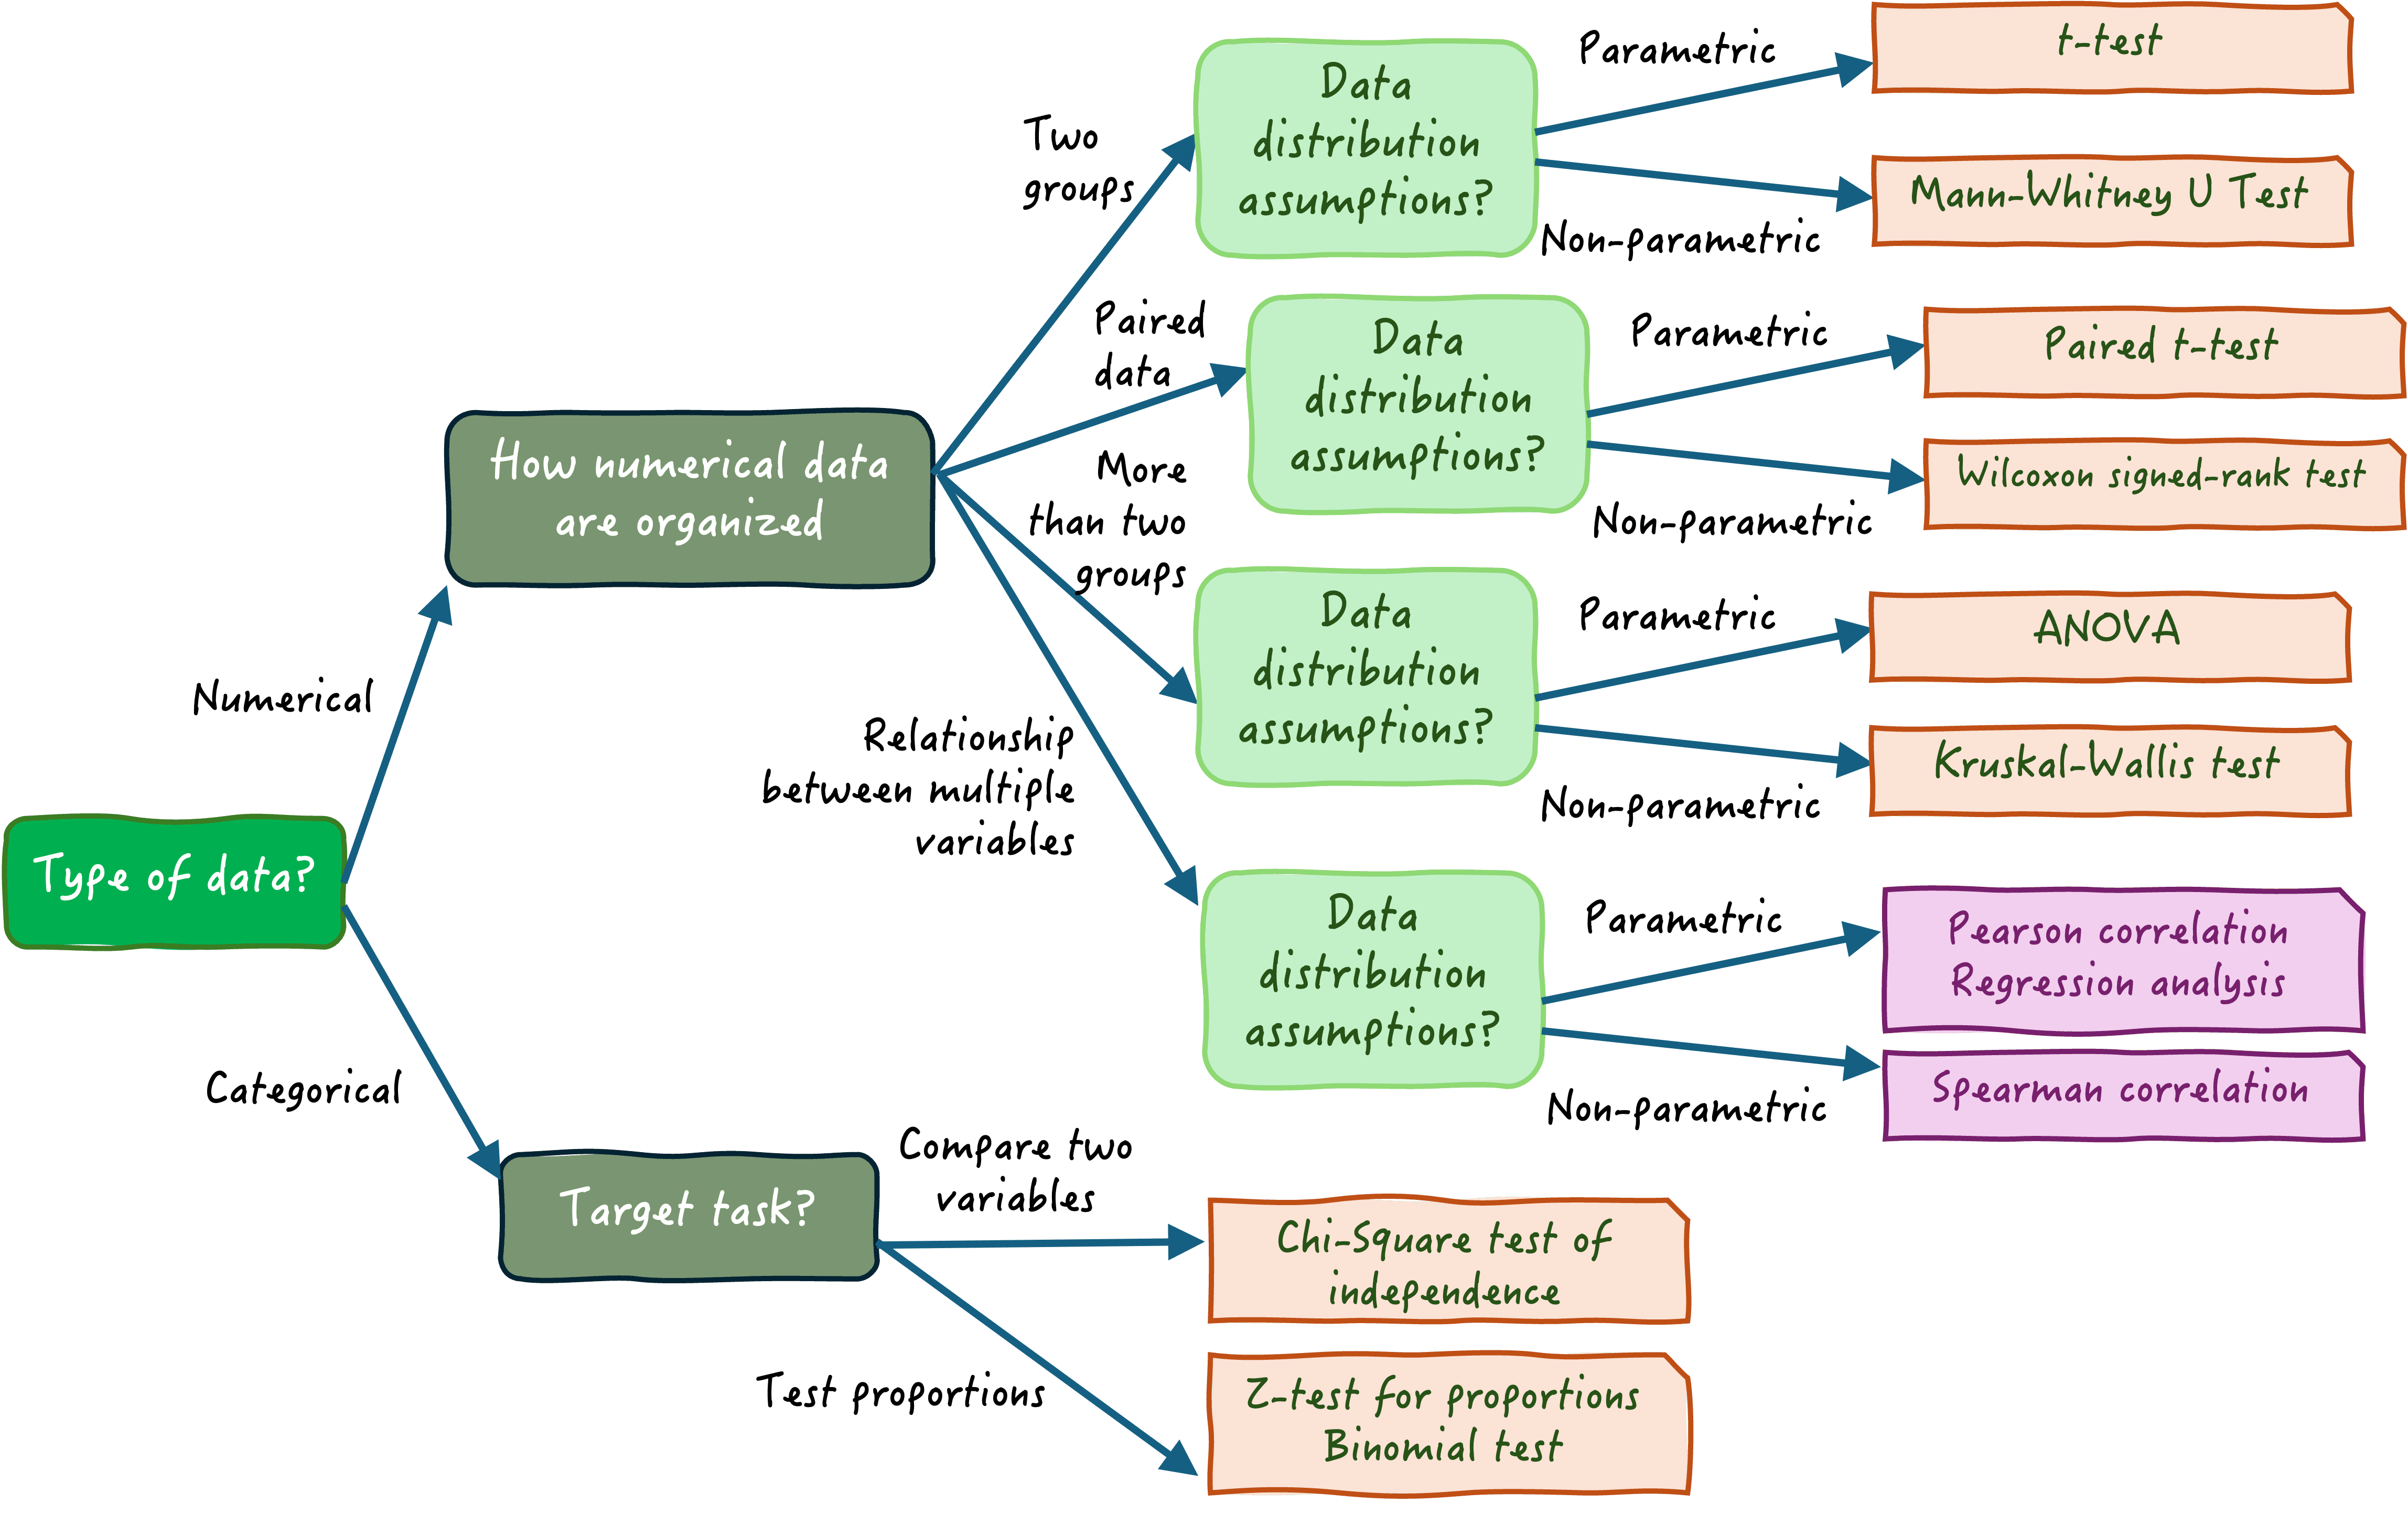 Type of data?
Numerical
Categorical
How numerical data
are organized
Two
groups
Paired
data
More
than two
groups
Relationship
between multiple
variables
Data
distribution
assumptions?
Parametric
Non-parametric
t-test
Mann-Whitney U Test
Data
distribution
assumptions?
Parametric
Non-parametric
Paired t-test
Wilcoxon signed-rank test
Data
distribution
assumptions?
Parametric
Non-parametric
ANOVA
Kruskal-Wallis test
Data
distribution
assumptions?
Parametric
Non-parametric
Pearson correlation
Regression analysis
Spearman correlation
Target task?
Compare two
variables
Test proportions
Chi-Square test of
independence
Z-test for proportions
Binomial test